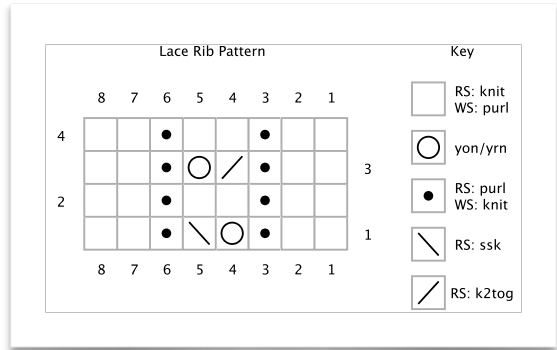 Lace Rib Pattern
Key
8 7 6 5 4 3 2 1
4
3
2
1
8 7 6 5 4 3 2 1
RS: knit
WS: purl
yon/yrn
RS: purl
WS: knit
RS: ssk
RS: k2tog